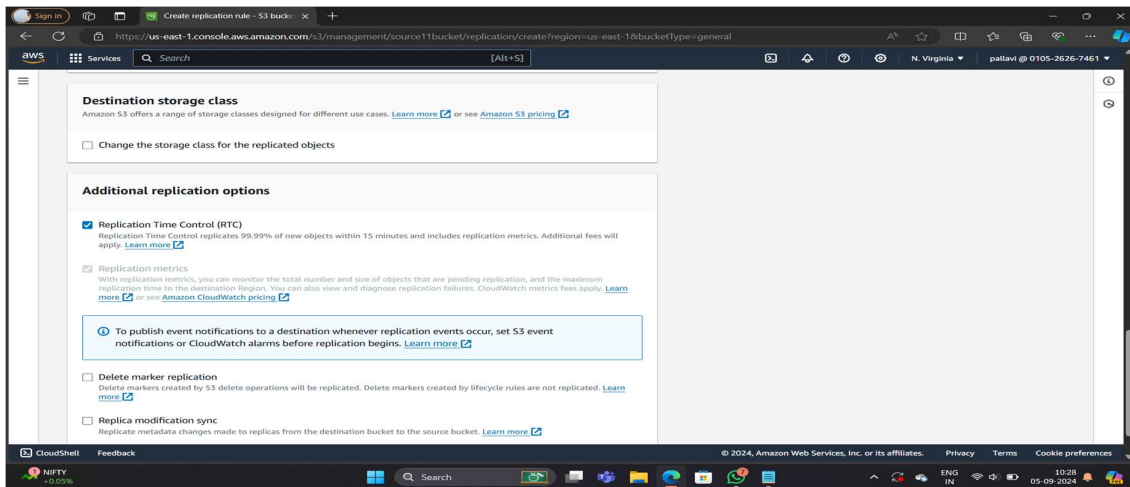 Sign in
Create replication rule - S3 bucke
https://us-east-1.console.aws.amazon.com/s3/management/source11bucket/replication/create?region=us-east-1&bucketType=general
aws
Services
Search
[Alt+S]
N. Virginia
pallavi @ 0105-2626-7461
Destination storage class
Amazon S3 offers a range of storage classes designed for different use cases. Learn more or see Amazon S3 pricing
Change the storage class for the replicated objects
Additional replication options
Replication Time Control (RTC)
Replication Time Control replicates 99.99% of new objects within 15 minutes and includes replication metrics. Additional fees will
apply. Learn more
Replication metrics
With replication metrics, you can monitor the total number and size of objects that are pending replication, and the maximum
replication time to the destination Region. You can also view and diagnose replication failures. CloudWatch metrics fees apply. Learn
more or see Amazon CloudWatch pricing
To publish event notifications to a destination whenever replication events occur, set S3 event
notifications or CloudWatch alarms before replication begins. Learn more
Delete marker replication
Delete markers created by S3 delete operations will be replicated. Delete markers created by lifecycle rules are not replicated. Learn
more
Replica modification sync
Replicate metadata changes made to replicas from the destination bucket to the source bucket. Learn more
CloudShell
Feedback
© 2024, Amazon Web Services, Inc. or its affiliates.
Privacy
Terms
Cookie preferences
1
NIFTY
+0.05%
Search
ENG
IN
10:28
05-09-2024